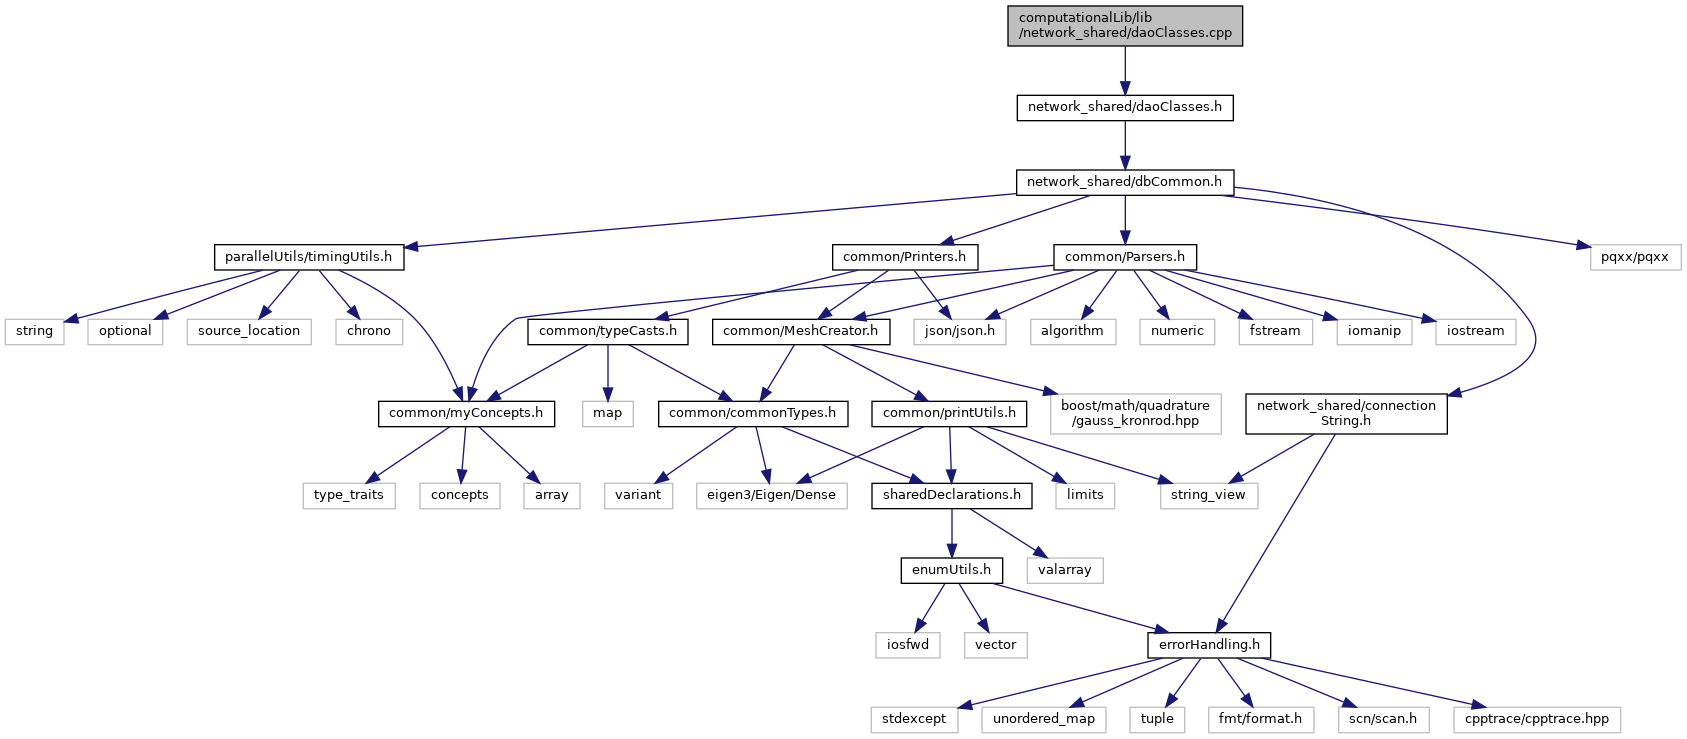 computationalLib/lib
/network_shared/daoClasses.cpp
network_shared/daoClasses.h
network_shared/dbCommon.h
parallelUtils/timingUtils.h
common/Printers.h
common/Parsers.h
pqxx/pqxx
string
optional
source_location
chrono
common/typeCasts.h
common/MeshCreator.h
json/json.h
algorithm
numeric
fstream
iomanip
iostream
common/myConcepts.h
map
common/commonTypes.h
common/printUtils.h
boost/math/quadrature
/gauss_kronrod.hpp
network_shared/connection
String.h
type_traits
concepts
array
variant
eigen3/Eigen/Dense
sharedDeclarations.h
limits
string_view
enumUtils.h
valarray
iosfwd
vector
errorHandling.h
stdexcept
unordered_map
tuple
fmt/format.h
scn/scan.h
cpptrace/cpptrace.hpp